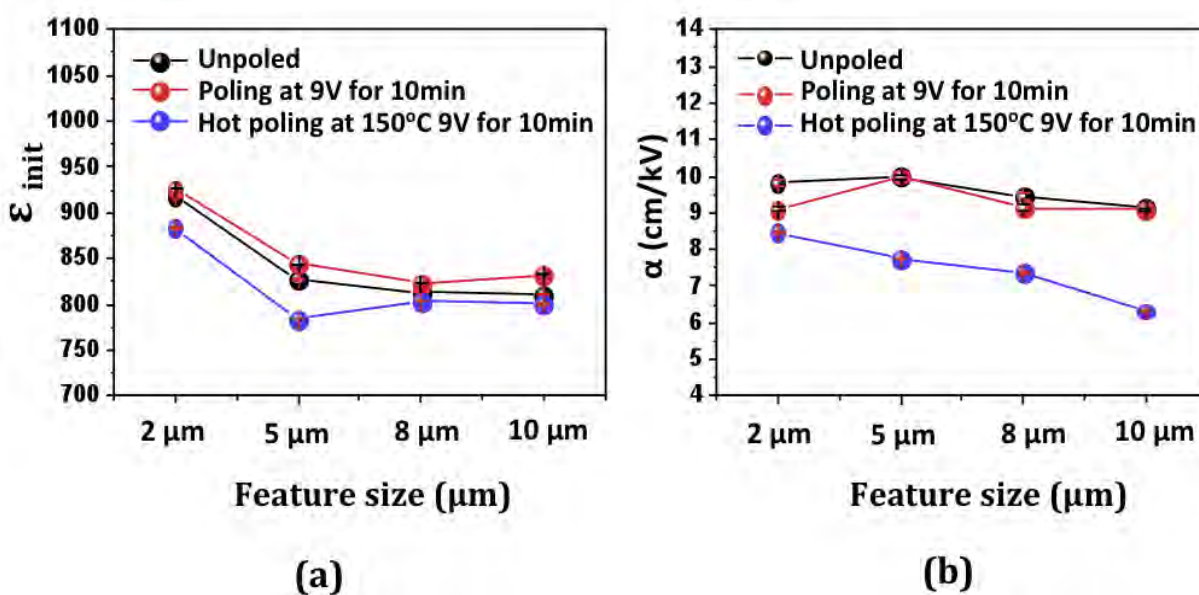 1100
1050
1000
950
900
850
800
750
700
ε init
Unpoled
Poling at 9V for 10min
Hot poling at 150°C 9V for 10min
2 μm 5 μm 8 μm 10 μm
Feature size (μm)
(a)
14
13
12
11
10
9
8
7
6
5
4
α (cm/kV)
Unpoled
Poling at 9V for 10min
Hot poling at 150°C 9V for 10min
2 μm 5 μm 8 μm 10 μm
Feature size (μm)
(b)